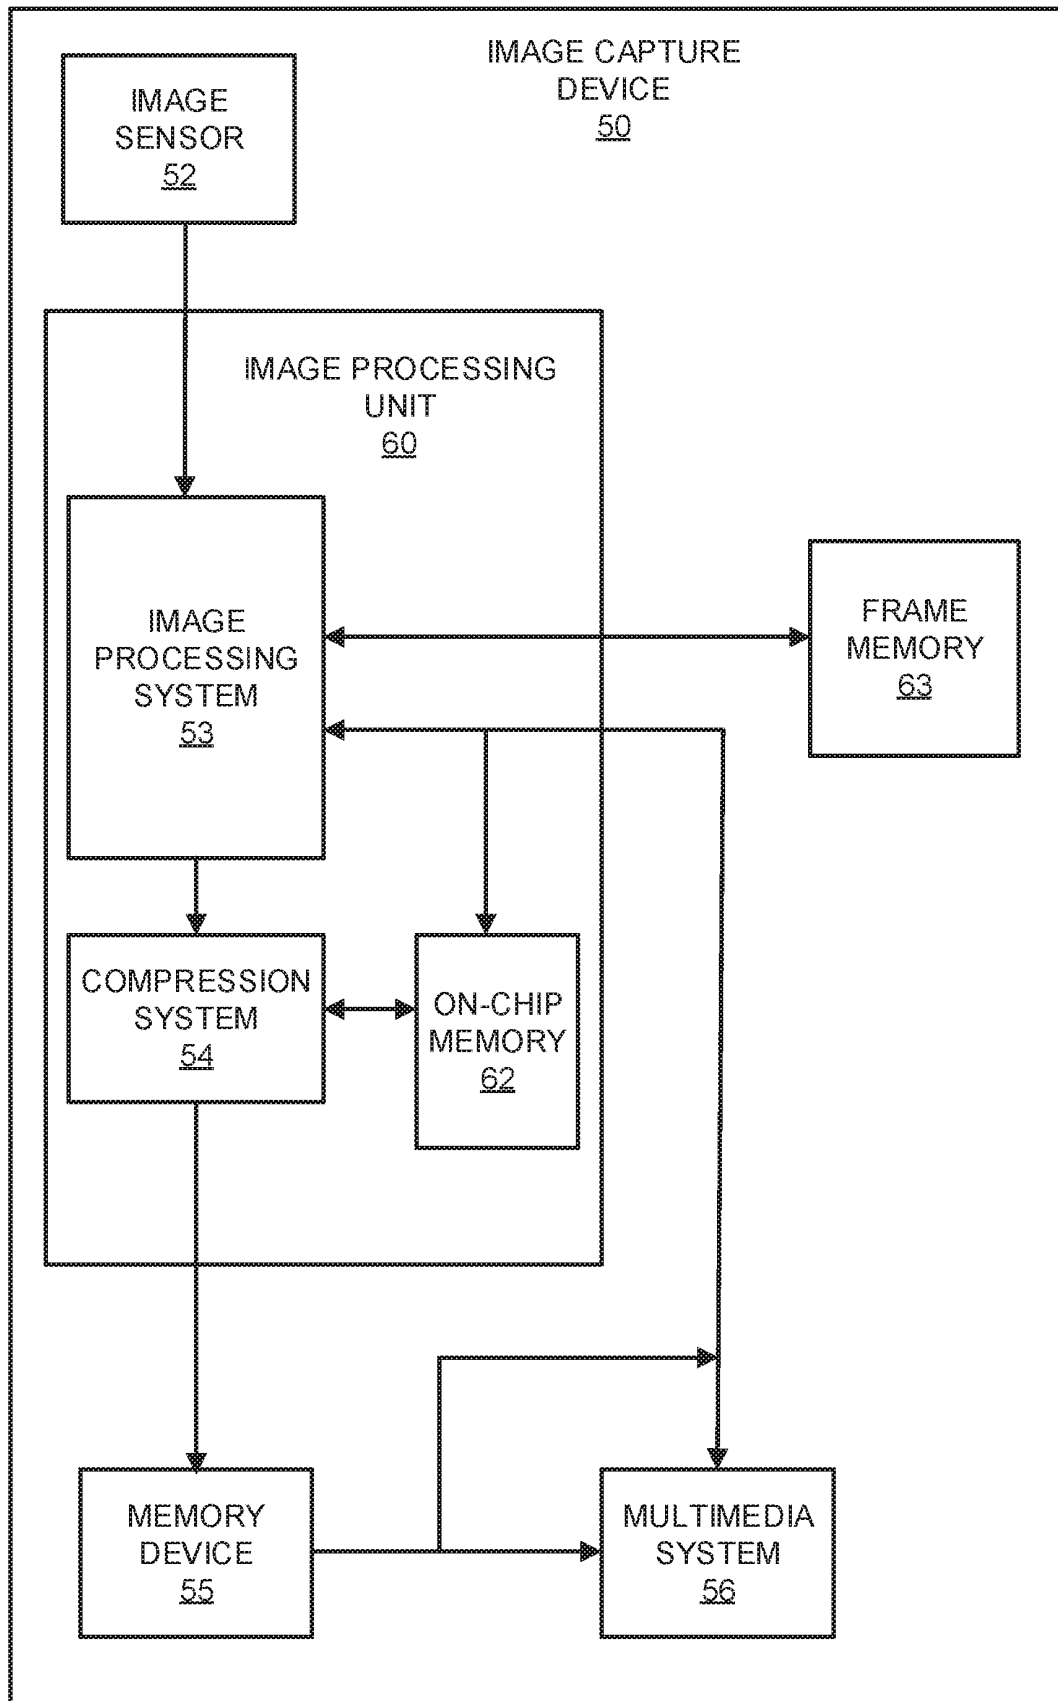 IMAGE CAPTURE
DEVICE
50
IMAGE
SENSOR
52
IMAGE PROCESSING
UNIT
60
IMAGE
PROCESSING
SYSTEM
53
FRAME
MEMORY
63
COMPRESSION
SYSTEM
54
ON-CHIP
MEMORY
62
MEMORY
DEVICE
55
MULTIMEDIA
SYSTEM
56